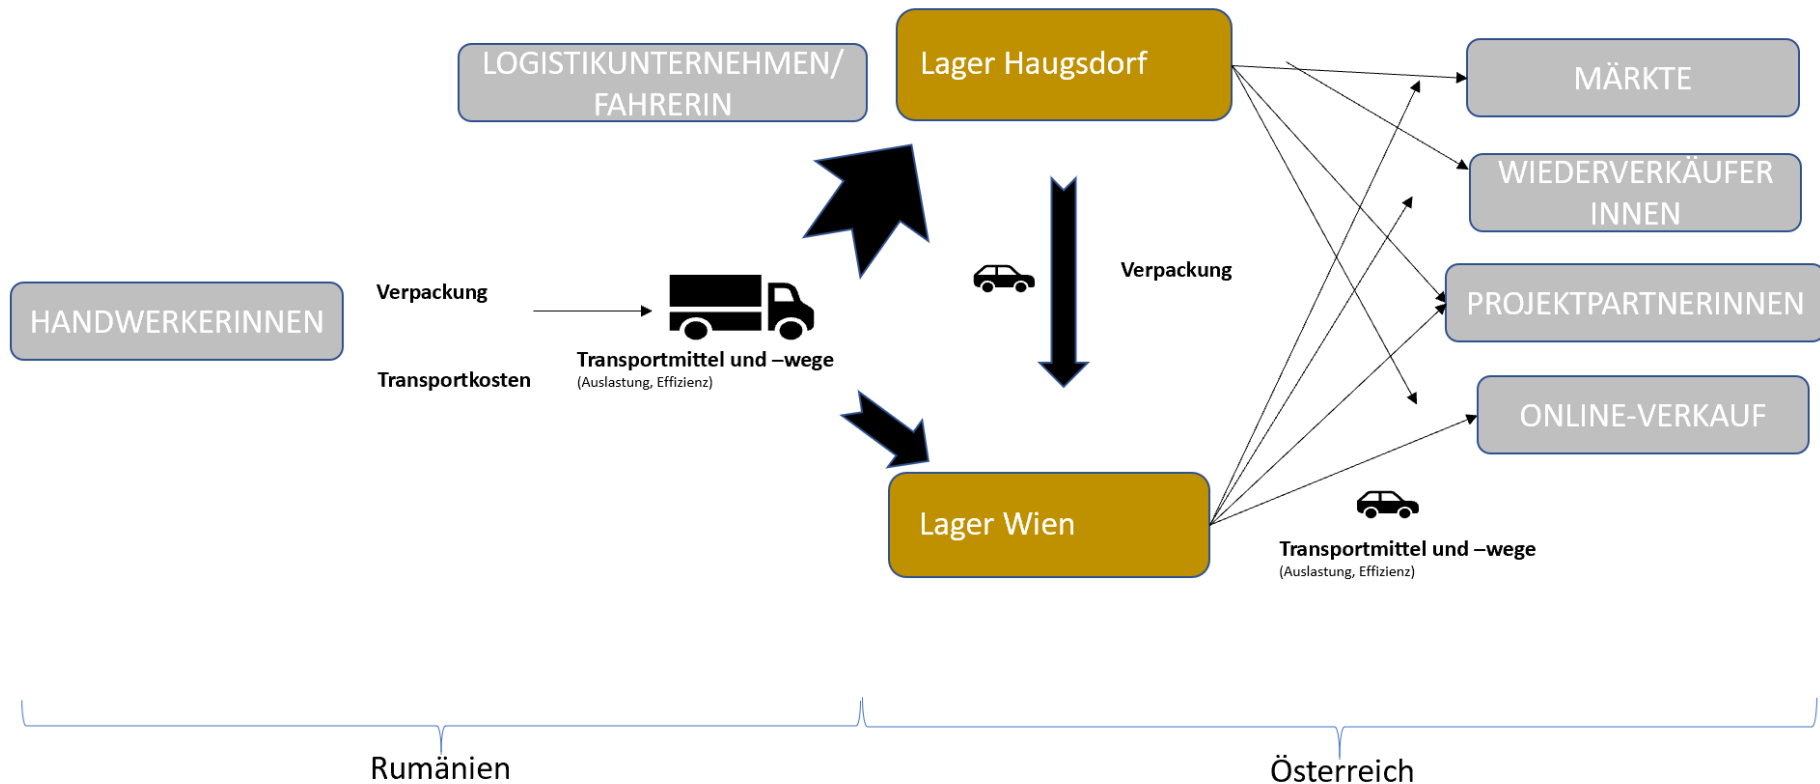 LOGISTIKUNTERNEHMEN/
FAHRERIN
Lager Haugsdorf
MÄRKTE
WIEDERVERKÄUFER
INNEN
HANDWERKERINNEN
Verpackung
Transportkosten
Transportmittel und –wege
(Auslastung, Effizienz)
Verpackung
PROJEKTPARTNERINNEN
ONLINE-VERKAUF
Lager Wien
Transportmittel und –wege
(Auslastung, Effizienz)
Rumänien
Österreich